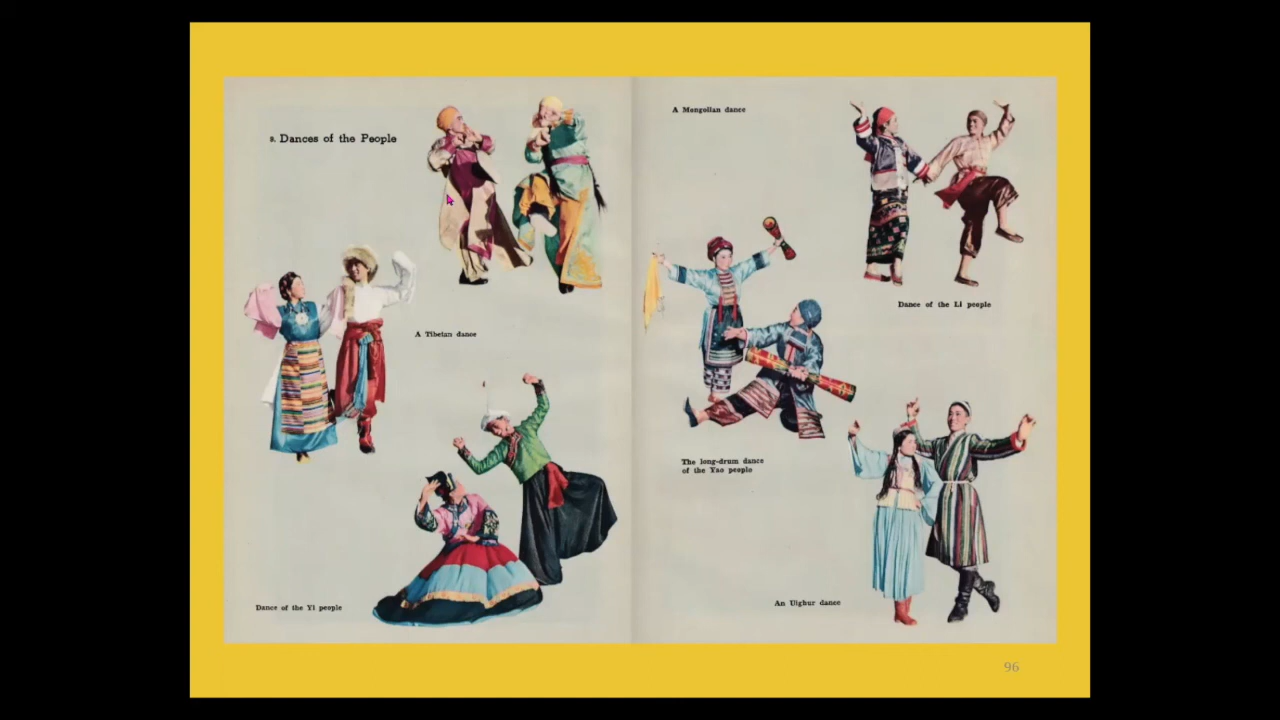 9. Dances of the People
A Tibetan dance
Dance of the Yi people
A Mongolian dance
Dance of the Li people
The long-drum dance
of the Yao people
An Uighur dance
96